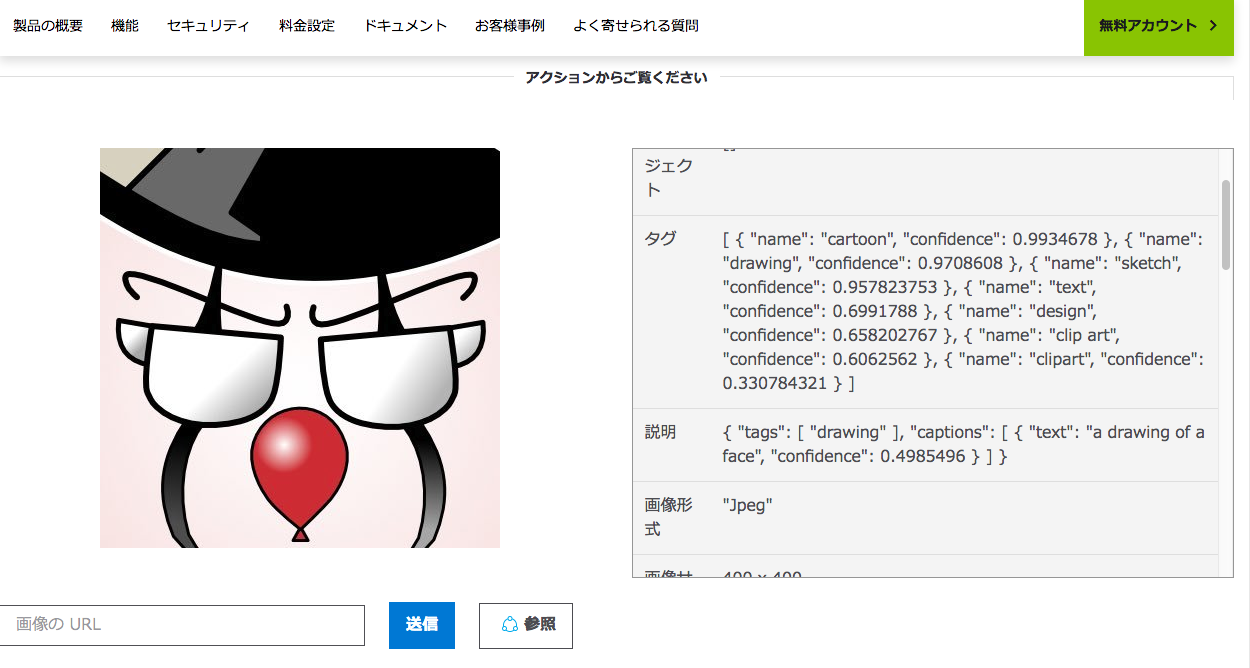 製品の概要 機能 セキュリティ 料金設定 ドキュメント お客様事例 よく寄せられる質問 無料アカウント
アクションからご覧ください
ジェク
ト
タグ [ { "name": "cartoon", "confidence": 0.9934678 }, { "name":
"drawing", "confidence": 0.9708608 }, { "name": "sketch",
"confidence": 0.957823753 }, { "name": "text",
"confidence": 0.6991788 }, { "name": "design",
"confidence": 0.658202767 }, { "name": "clip art",
"confidence": 0.6062562 }, { "name": "clipart", "confidence":
0.330784321 } ]
説明 { "tags": [ "drawing" ], "captions": [ { "text": "a drawing of a
face", "confidence": 0.4985496 } ] }
画像形 "Jpeg"
式
画像サ 400 x 400
画像の URL 送信 参照